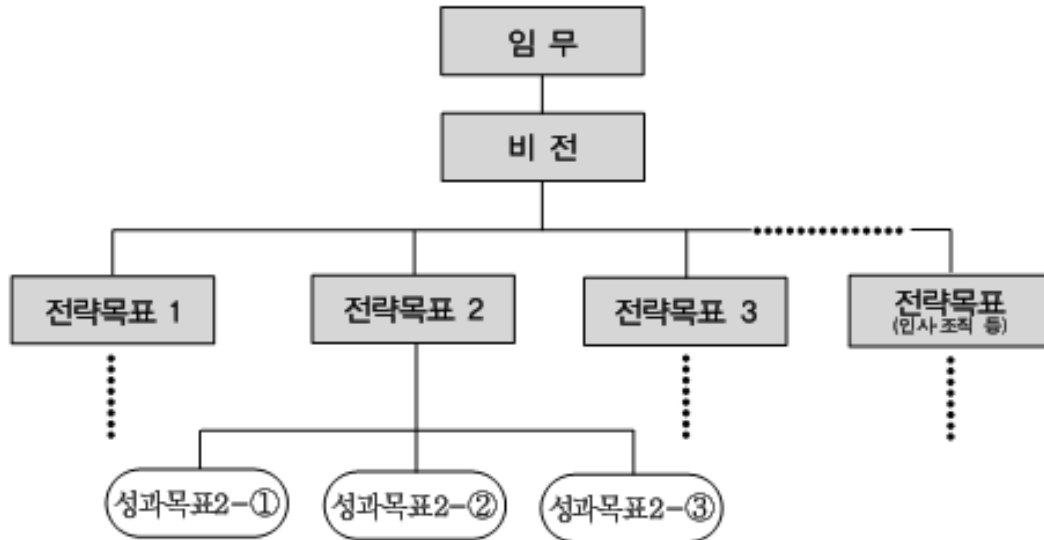 임 무
비 전
전략목표 1
전략목표 2
전략목표 3
전략목표
(인사·조직 등)
성과목표2-①
성과목표2-②
성과목표2-③